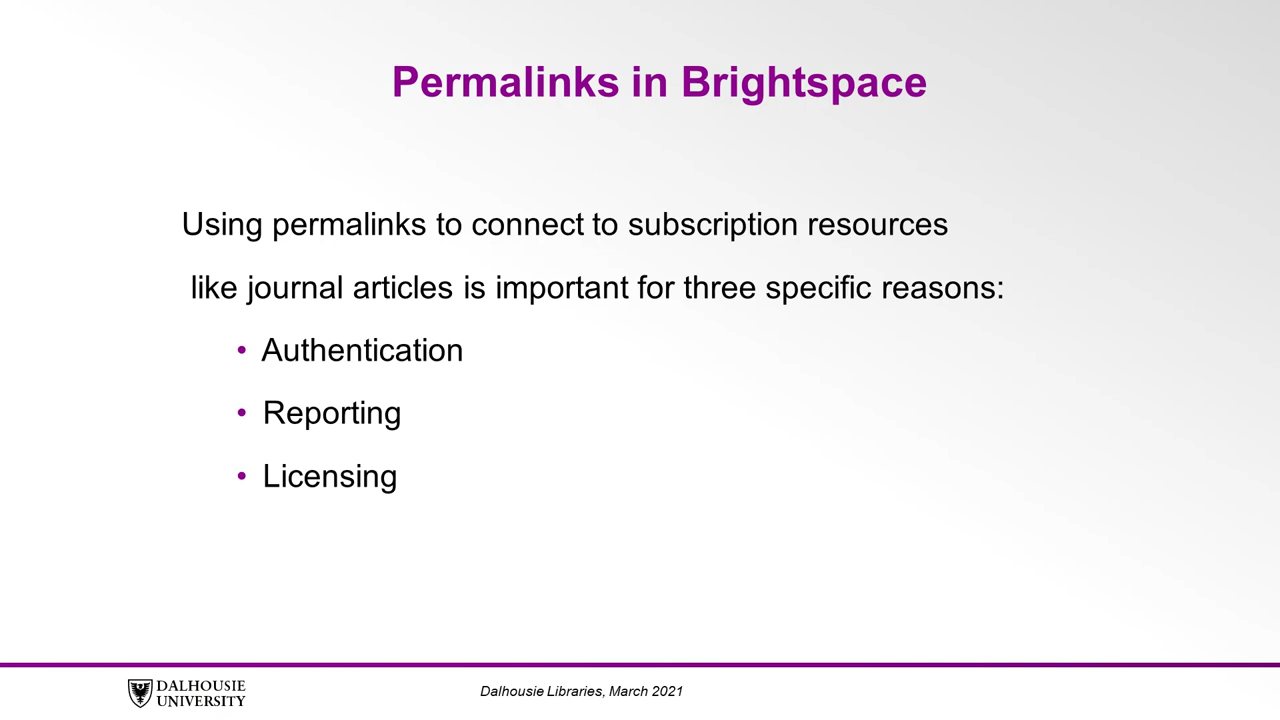 Permalinks in Brightspace
Using permalinks to connect to subscription resources
like journal articles is important for three specific reasons:
• Authentication
• Reporting
• Licensing
DALHOUSIE
UNIVERSITY
Dalhousie Libraries, March 2021